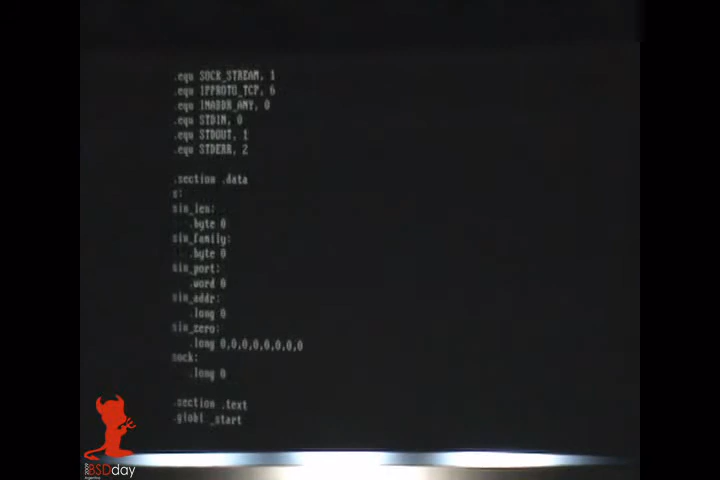 .equ SOCK_STREAM, 1
.equ IPPROTO_TCP, 6
.equ INADDR_ANY, 0
.equ STDIN, 0
.equ STDOUT, 1
.equ STDERR, 2
.section .data
s:
sin_len:
.byte 0
sin_family:
.byte 0
sin_port:
.word 0
sin_addr:
.long 0
sin_zero:
.long 0,0,0,0,0,0,0,0
sock:
.long 0
.section .text
.globl _start
BSDday
Argentina